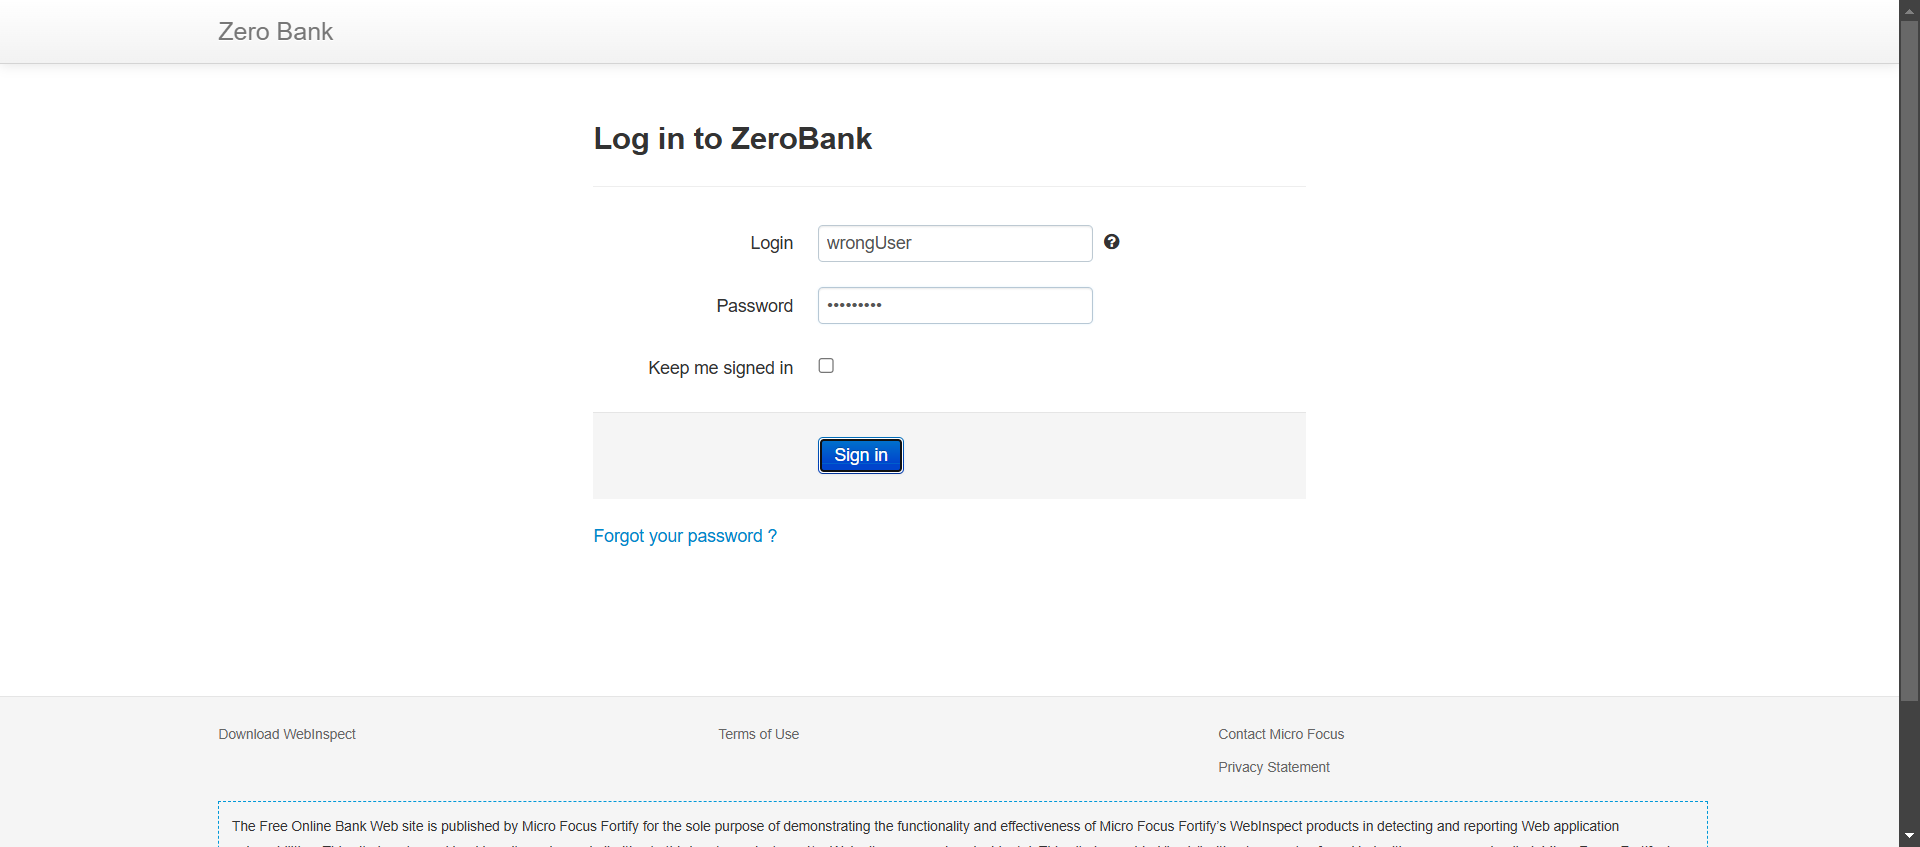 Zero Bank
Log in to ZeroBank
Login wrongUser
Password •••••••••
Keep me signed in
Sign in
Forgot your password ?
Download WebInspect Terms of Use Contact Micro Focus
Privacy Statement
The Free Online Bank Web site is published by Micro Focus Fortify for the sole purpose of demonstrating the functionality and effectiveness of Micro Focus Fortify’s WebInspect products in detecting and reporting Web application